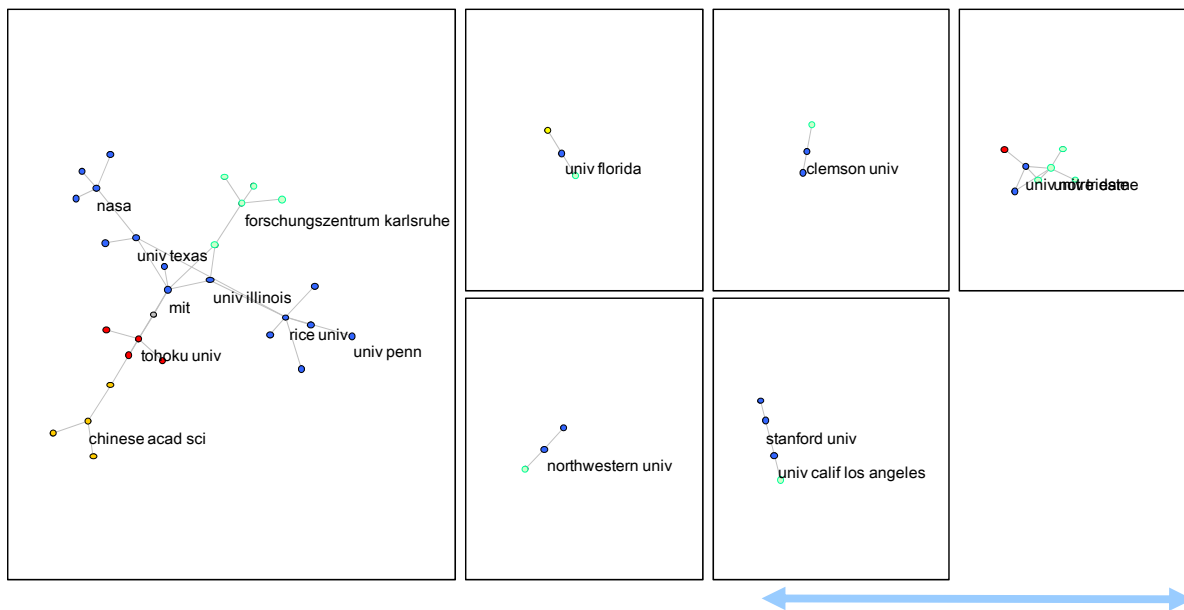 nasa
forschungszentrum karlsruhe
univ texas
univ illinois
mit
rice univ
univ penn
tohoku univ
chinese acad sci
univ florida
clemson univ
northwestern univ
stanford univ
univ calif los angeles